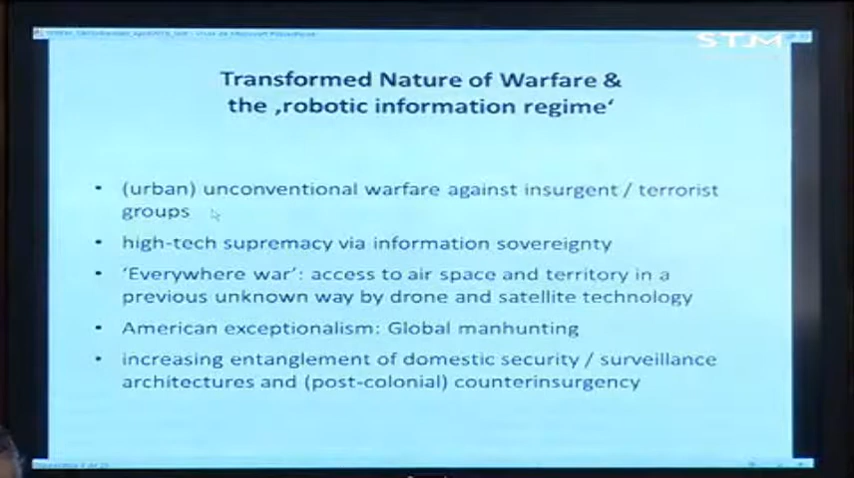 STJM
Transformed Nature of Warfare &
the ‚robotic information regime‘
• (urban) unconventional warfare against insurgent / terrorist
groups
• high-tech supremacy via information sovereignty
• ‘Everywhere war’: access to air space and territory in a
previous unknown way by drone and satellite technology
• American exceptionalism: Global manhunting
• increasing entanglement of domestic security / surveillance
architectures and (post-colonial) counterinsurgency